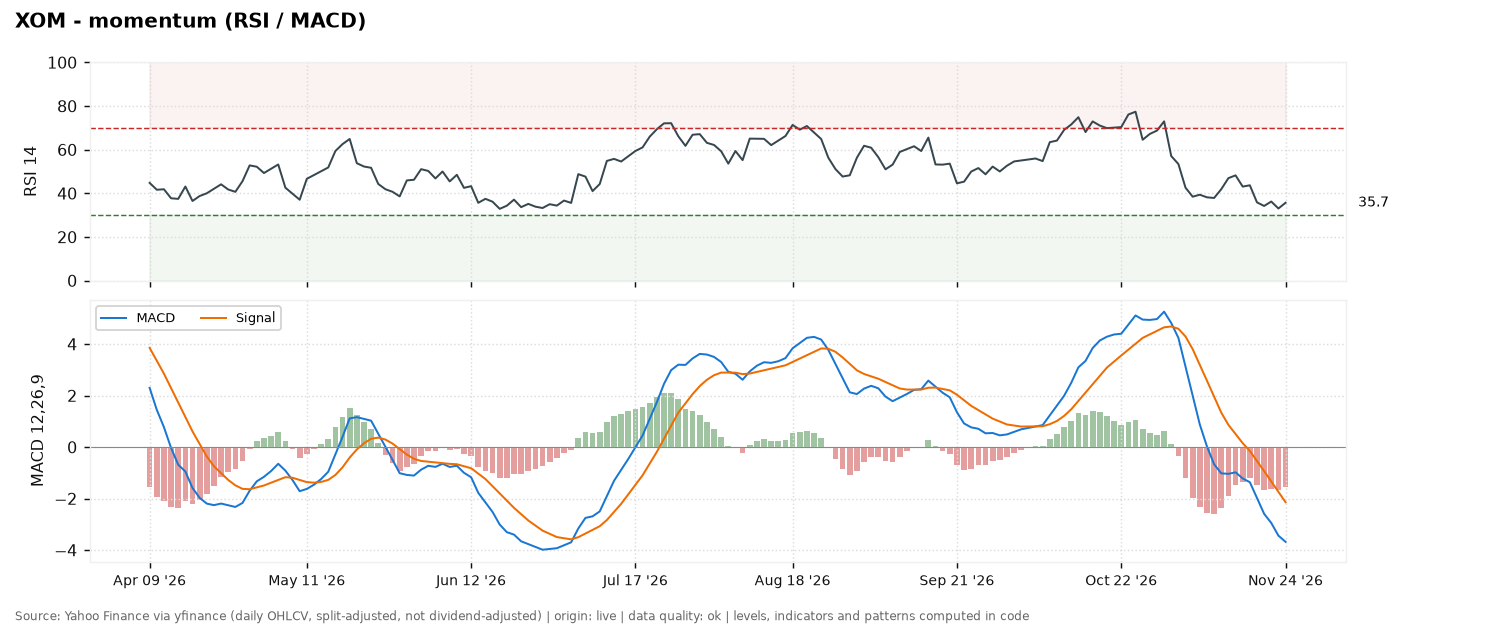 XOM - momentum (RSI / MACD)
100
80
60
40
20
0
RSI 14
35.7
MACD
Signal
4
2
0
−2
−4
MACD 12,26,9
Apr 09 '26
May 11 '26
Jun 12 '26
Jul 17 '26
Aug 18 '26
Sep 21 '26
Oct 22 '26
Nov 24 '26
Source: Yahoo Finance via yfinance (daily OHLCV, split-adjusted, not dividend-adjusted) | origin: live | data quality: ok | levels, indicators and patterns computed in code